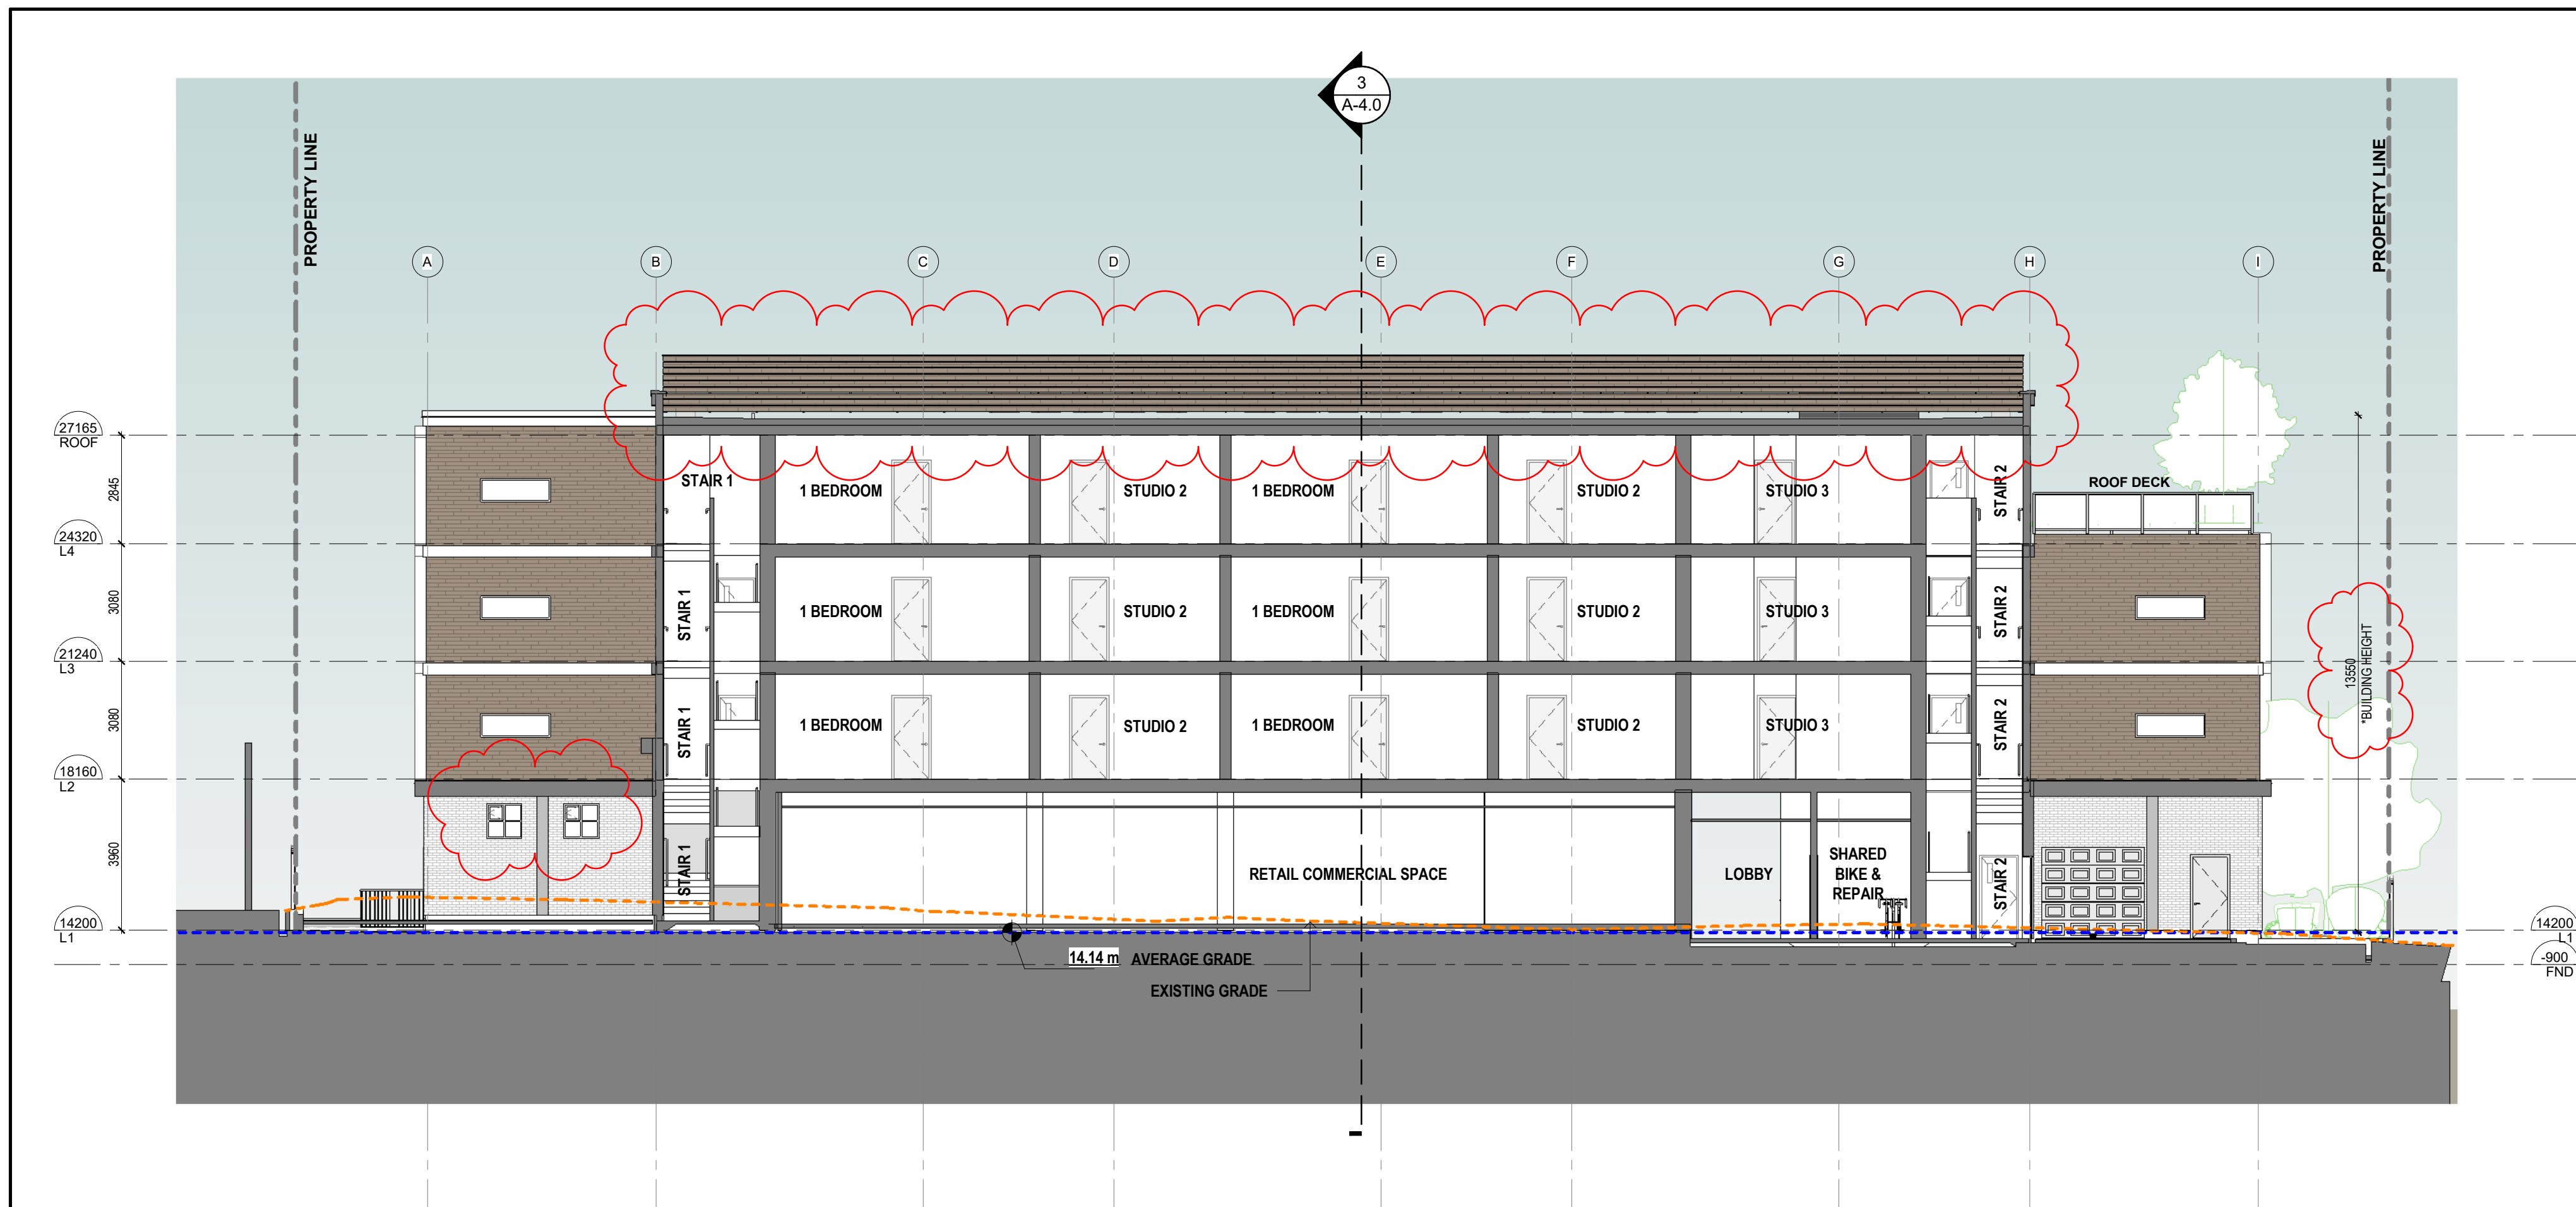 3
A-4.0
PROPERTY LINE
PROPERTY LINE
A
B
C
D
E
F
G
H
I
27165
ROOF
2845
24320
L4
3080
21240
L3
3080
18160
L2
3960
14200
L1
STAIR 1
1 BEDROOM
STUDIO 2
1 BEDROOM
STUDIO 2
STUDIO 3
STAIR 2
ROOF DECK
STAIR 1
1 BEDROOM
STUDIO 2
1 BEDROOM
STUDIO 2
STUDIO 3
STAIR 2
13550
*BUILDING HEIGHT
STAIR 1
1 BEDROOM
STUDIO 2
1 BEDROOM
STUDIO 2
STUDIO 3
STAIR 2
STAIR 1
RETAIL COMMERCIAL SPACE
LOBBY
SHARED
BIKE &
REPAIR
STAIR 2
14200
L1
-900
FND
14.14 m AVERAGE GRADE
EXISTING GRADE